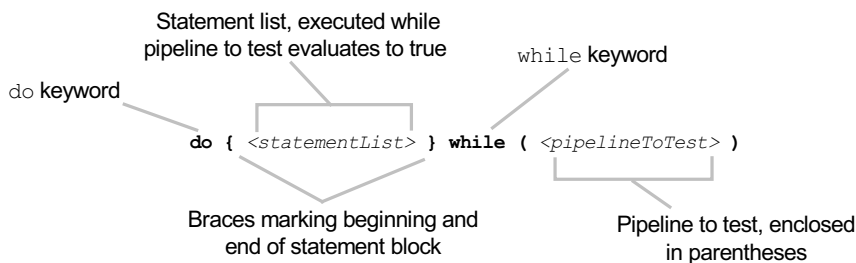 Statement list, executed while
pipeline to test evaluates to true
while keyword
do keyword
do { <statementList> } while ( <pipelineToTest> )
Braces marking beginning and
end of statement block
Pipeline to test, enclosed
in parentheses